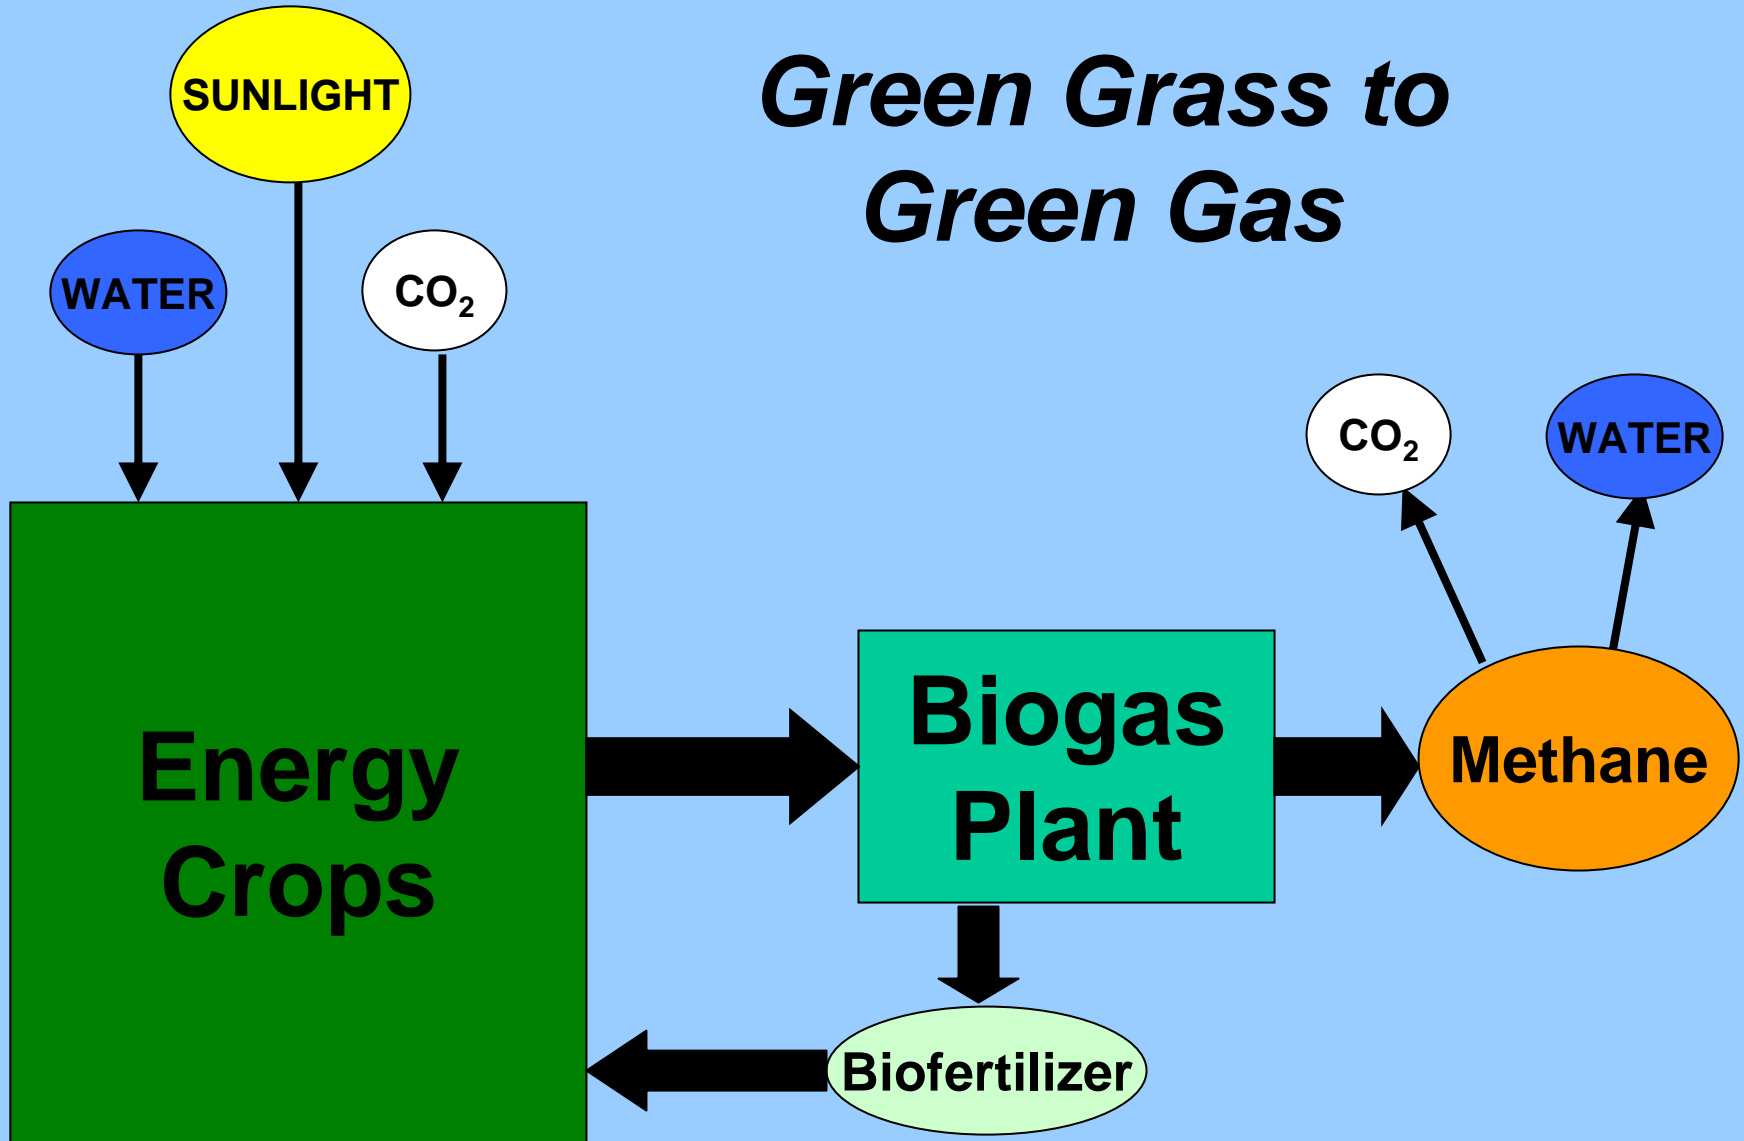 SUNLIGHT
Green Grass to
Green Gas
WATER
CO₂
CO₂
WATER
Energy
Crops
Biogas
Plant
Methane
Biofertilizer